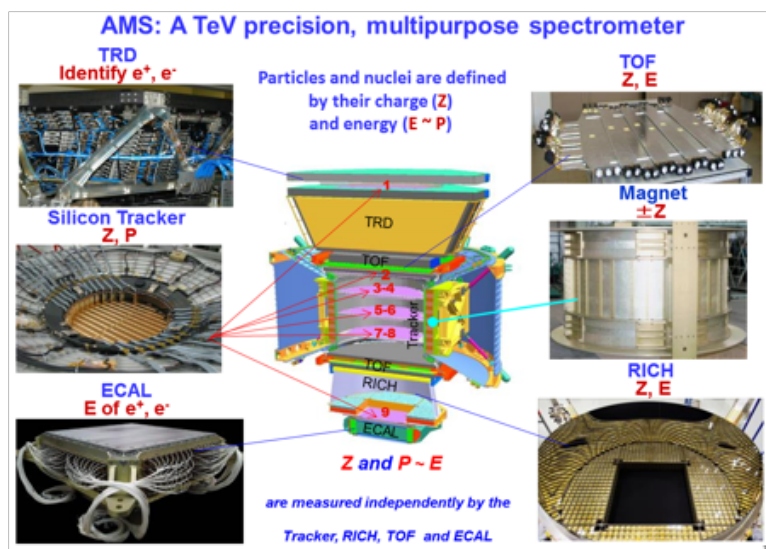 AMS: A TeV precision, multipurpose spectrometer
TRD
Identify e⁺, e⁻
Particles and nuclei are defined
by their charge (Z)
and energy (E ~ P)
TOF
Z, E
Silicon Tracker
Z, P
Magnet
±Z
ECAL
E of e⁺, e⁻
RICH
Z, E
1
TRD
TOF
2
3-4
5-6
7-8
Tracker
TOF
RICH
9
ECAL
Z and P ~ E
are measured independently by the
Tracker, RICH, TOF and ECAL